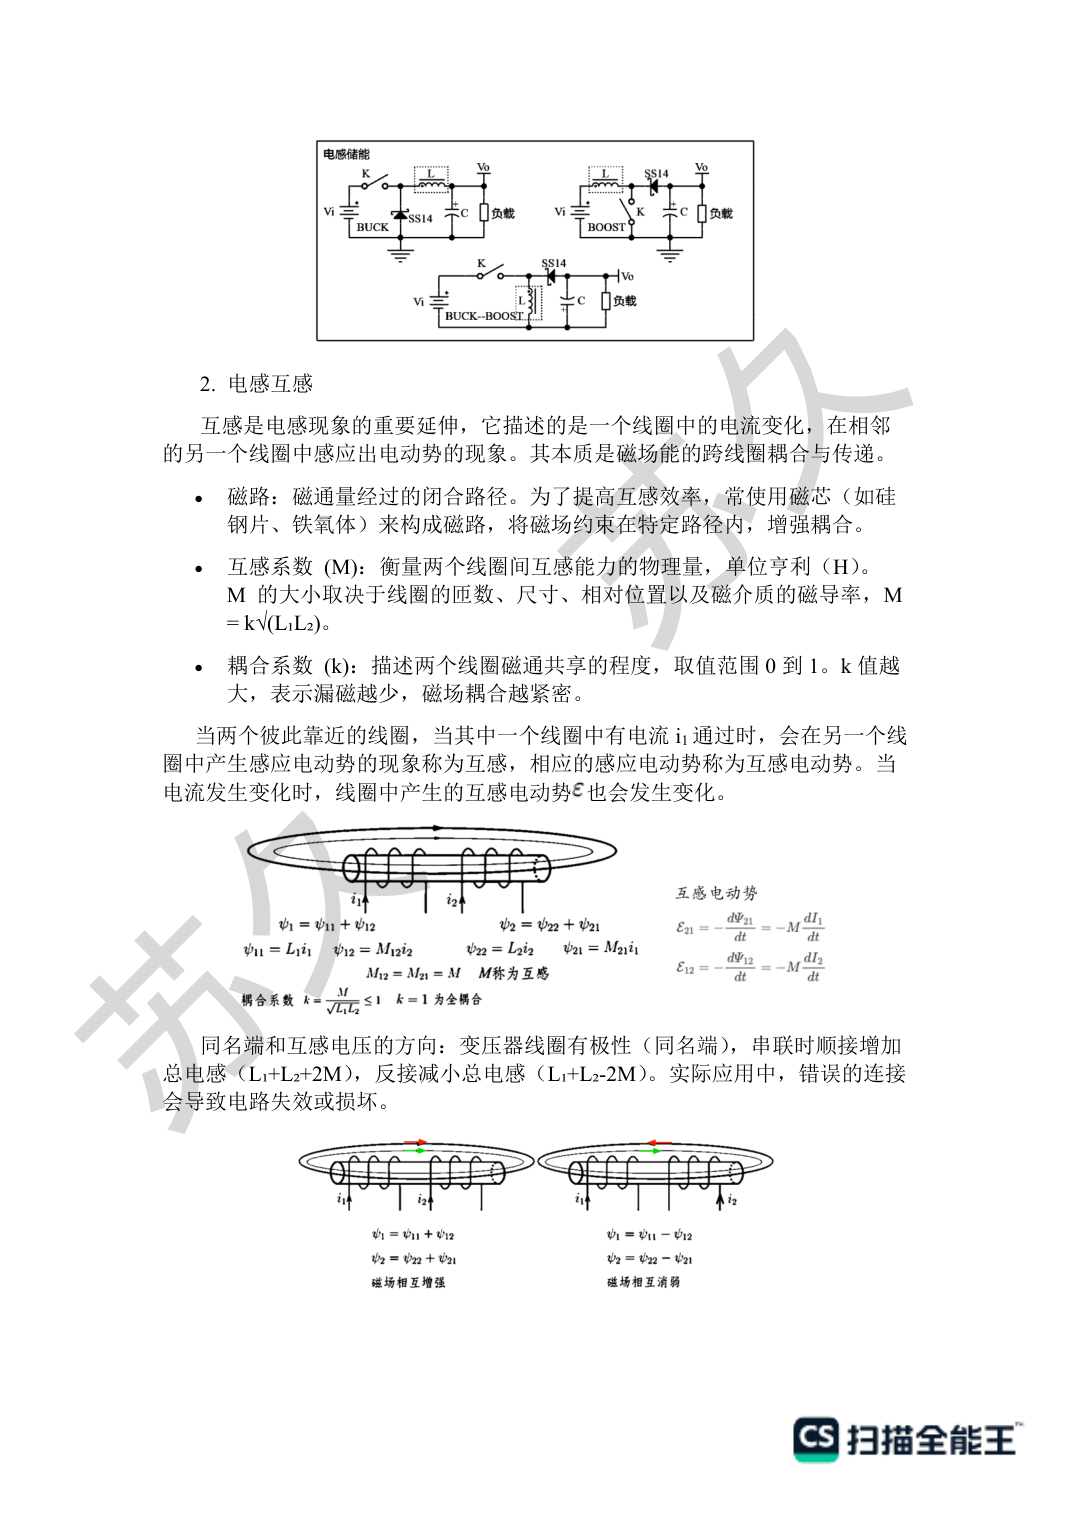 电感储能
K
L
Vo
Vi
SS14
C
负载
BUCK
L
SS14
Vo
Vi
K
C
负载
BOOST
K
SS14
Vo
Vi
L
C
负载
BUCK--BOOST
2. 电感互感
互感是电感现象的重要延伸，它描述的是一个线圈中的电流变化，在相邻
的另一个线圈中感应出电动势的现象。其本质是磁场能的跨线圈耦合与传递。
• 磁路：磁通量经过的闭合路径。为了提高互感效率，常使用磁芯（如硅
钢片、铁氧体）来构成磁路，将磁场约束在特定路径内，增强耦合。
• 互感系数 (M)：衡量两个线圈间互感能力的物理量，单位亨利（H）。
M 的大小取决于线圈的匝数、尺寸、相对位置以及磁介质的磁导率，M
= k√(L₁L₂)。
• 耦合系数 (k)：描述两个线圈磁通共享的程度，取值范围 0 到 1。k 值越
大，表示漏磁越少，磁场耦合越紧密。
当两个彼此靠近的线圈，当其中一个线圈中有电流 i₁ 通过时，会在另一个线
圈中产生感应电动势的现象称为互感，相应的感应电动势称为互感电动势。当
电流发生变化时，线圈中产生的互感电动势ε也会发生变化。
i₁ i₂
ψ₁ = ψ₁₁ + ψ₁₂ ψ₂ = ψ₂₂ + ψ₂₁
ψ₁₁ = L₁i₁ ψ₁₂ = M₁₂i₂ ψ₂₂ = L₂i₂ ψ₂₁ = M₂₁i₁
M₁₂ = M₂₁ = M M称为互感
耦合系数 k = M/√(L₁L₂) ≤ 1 k = 1 为全耦合
互感电动势
ε₂₁ = − dΨ₂₁/dt = −M dI₁/dt
ε₁₂ = − dΨ₁₂/dt = −M dI₂/dt
同名端和互感电压的方向：变压器线圈有极性（同名端），串联时顺接增加
总电感（L₁+L₂+2M），反接减小总电感（L₁+L₂-2M）。实际应用中，错误的连接
会导致电路失效或损坏。
i₁ i₂
ψ₁ = ψ₁₁ + ψ₁₂
ψ₂ = ψ₂₂ + ψ₂₁
磁场相互增强
i₁ i₂
ψ₁ = ψ₁₁ − ψ₁₂
ψ₂ = ψ₂₂ − ψ₂₁
磁场相互消弱
苏久
苏久
CS 扫描全能王™